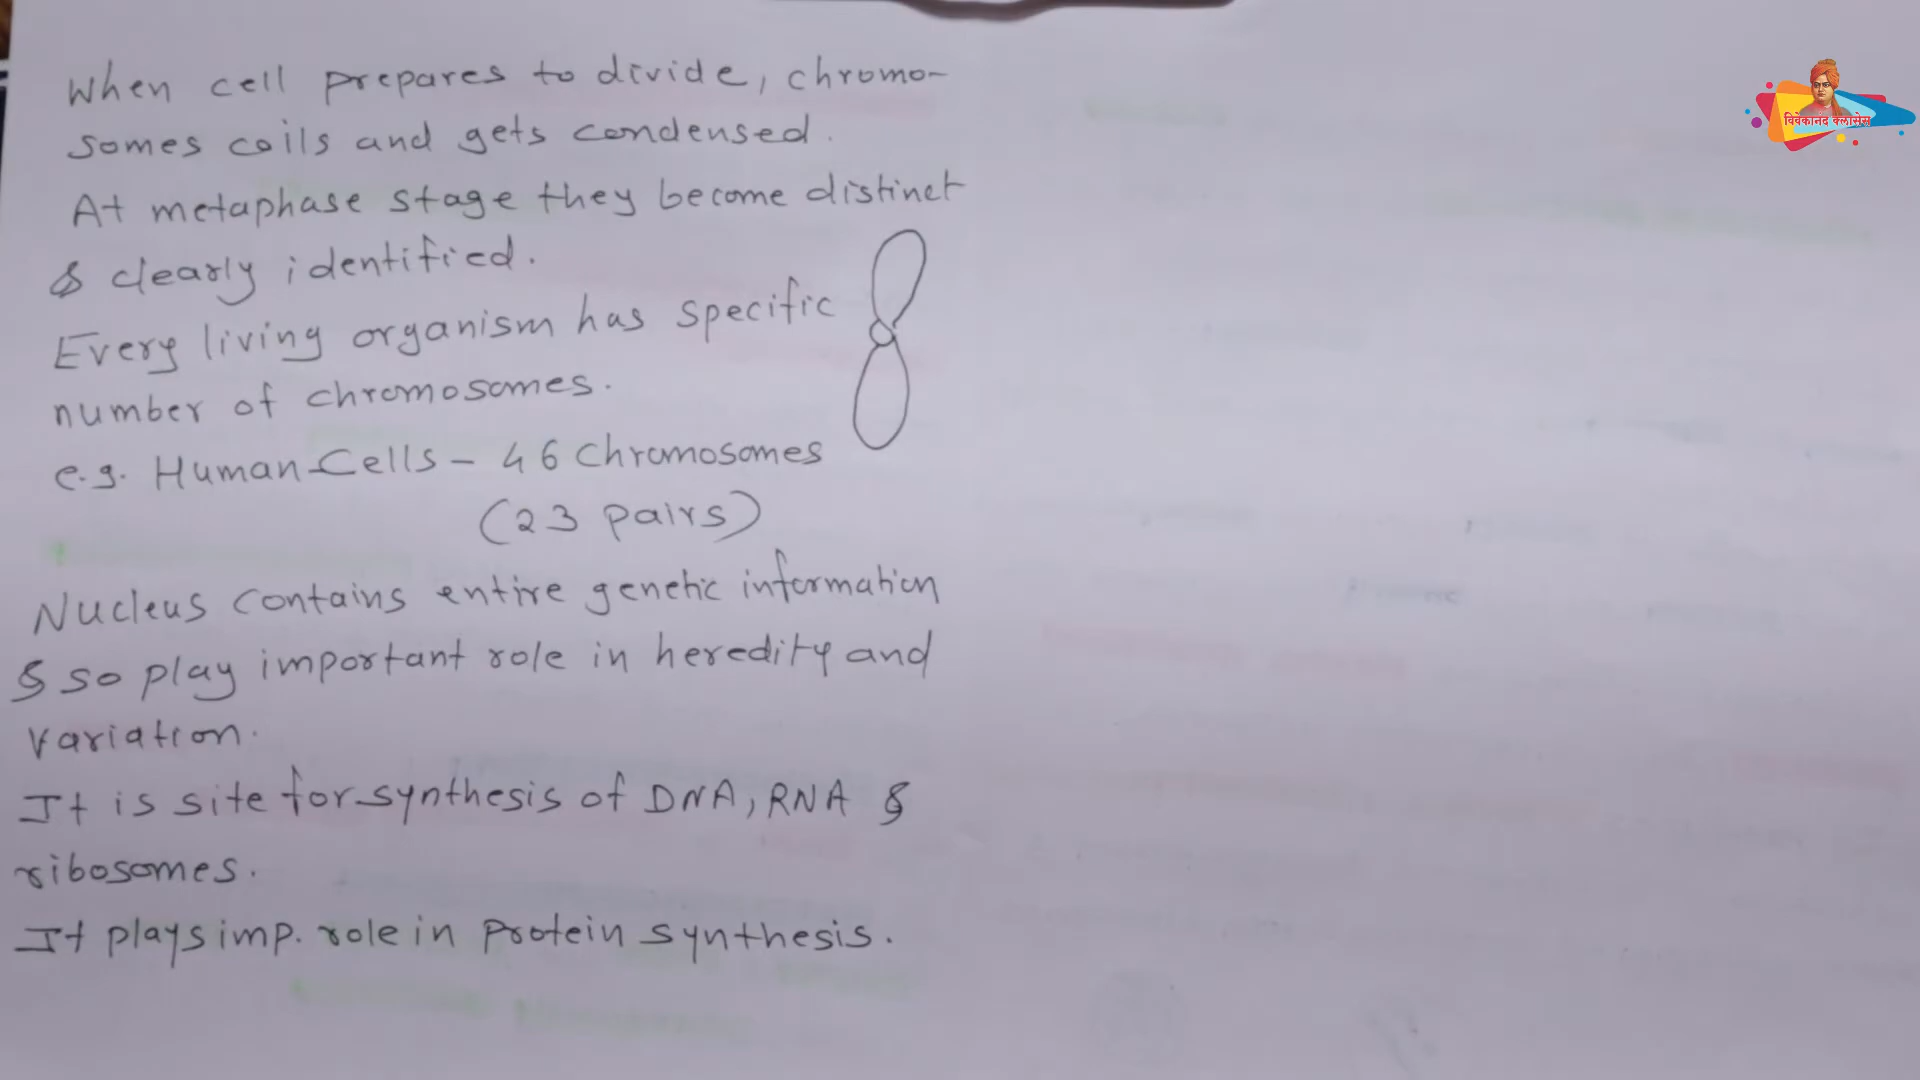 When cell prepares to divide, chromo-
somes coils and gets condensed.
At metaphase stage they become distinct
& clearly identified.
Every living organism has specific
number of chromosomes.
e.g. Human Cells - 46 Chromosomes
(23 pairs)
Nucleus contains entire genetic information
& so play important role in heredity and
variation.
It is site for synthesis of DNA, RNA &
ribosomes.
It plays imp. role in protein synthesis.
विवेकानंद क्लासेस